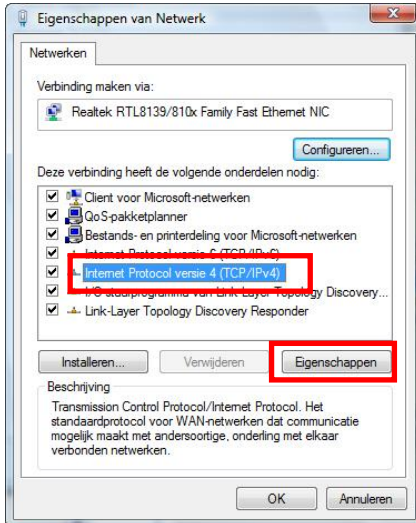 Eigenschappen van Netwerk
Netwerken
Verbinding maken via:
Realtek RTL8139/810x Family Fast Ethernet NIC
Configureren...
Deze verbinding heeft de volgende onderdelen nodig:
Client voor Microsoft-netwerken
QoS-pakketplanner
Bestands- en printerdeling voor Microsoft-netwerken
Internet Protocol versie 6 (TCP/IPv6)
Internet Protocol versie 4 (TCP/IPv4)
I/O-stuurprogramma van Link-Layer Topology Discovery...
Link-Layer Topology Discovery Responder
Installeren... Verwijderen Eigenschappen
Beschrijving
Transmission Control Protocol/Internet Protocol. Het
standaardprotocol voor WAN-netwerken dat communicatie
mogelijk maakt met andersoortige, onderling met elkaar
verbonden netwerken.
OK Annuleren